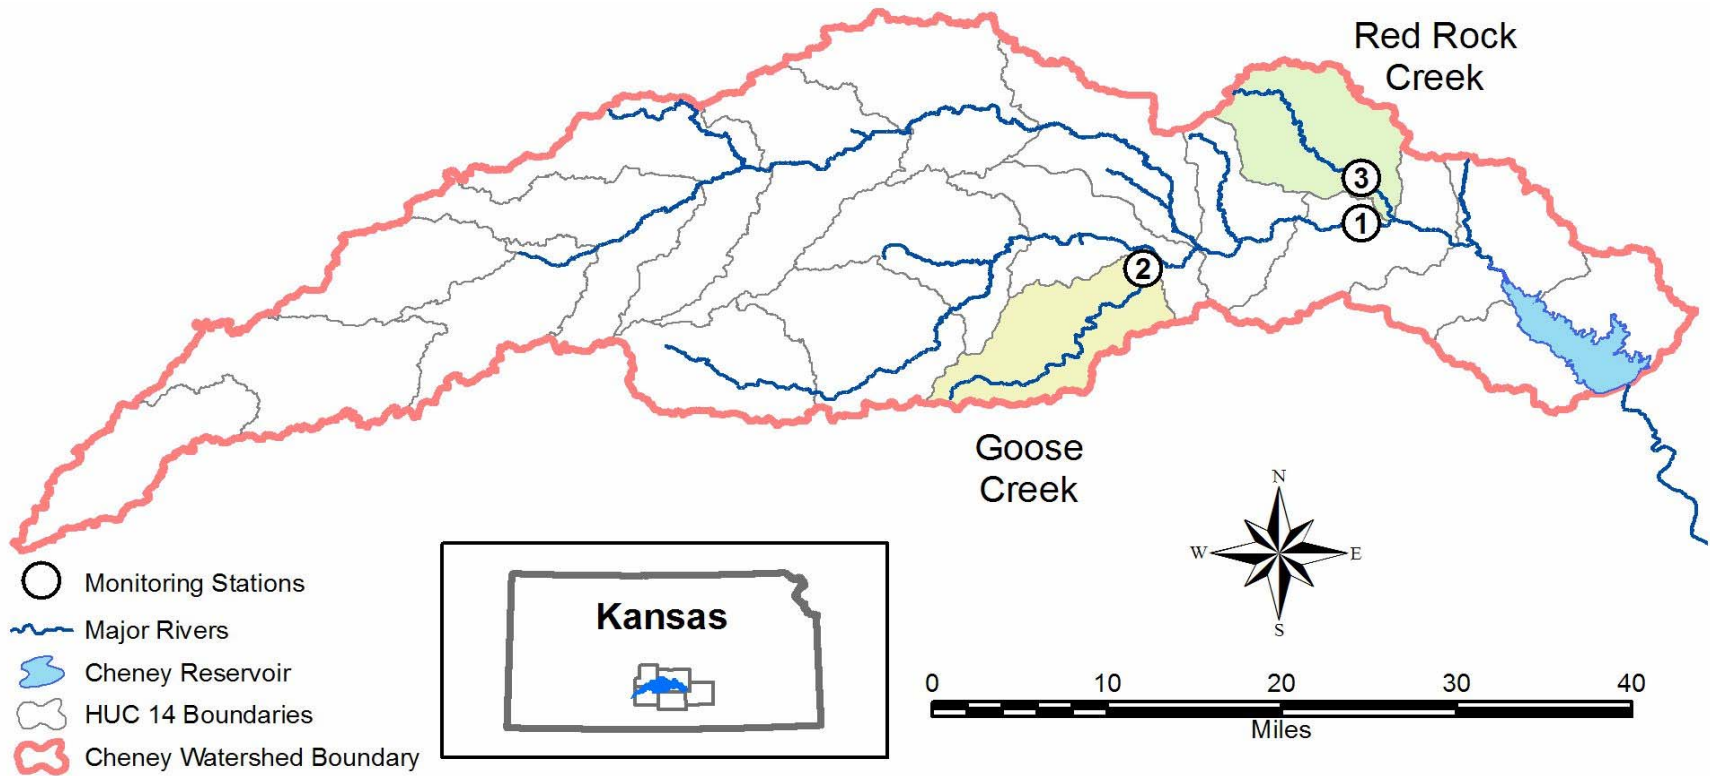 Red Rock
Creek
3
1
2
Goose
Creek
N
W
E
S
Monitoring Stations
Major Rivers
Cheney Reservoir
HUC 14 Boundaries
Cheney Watershed Boundary
Kansas
0 10 20 30 40
Miles